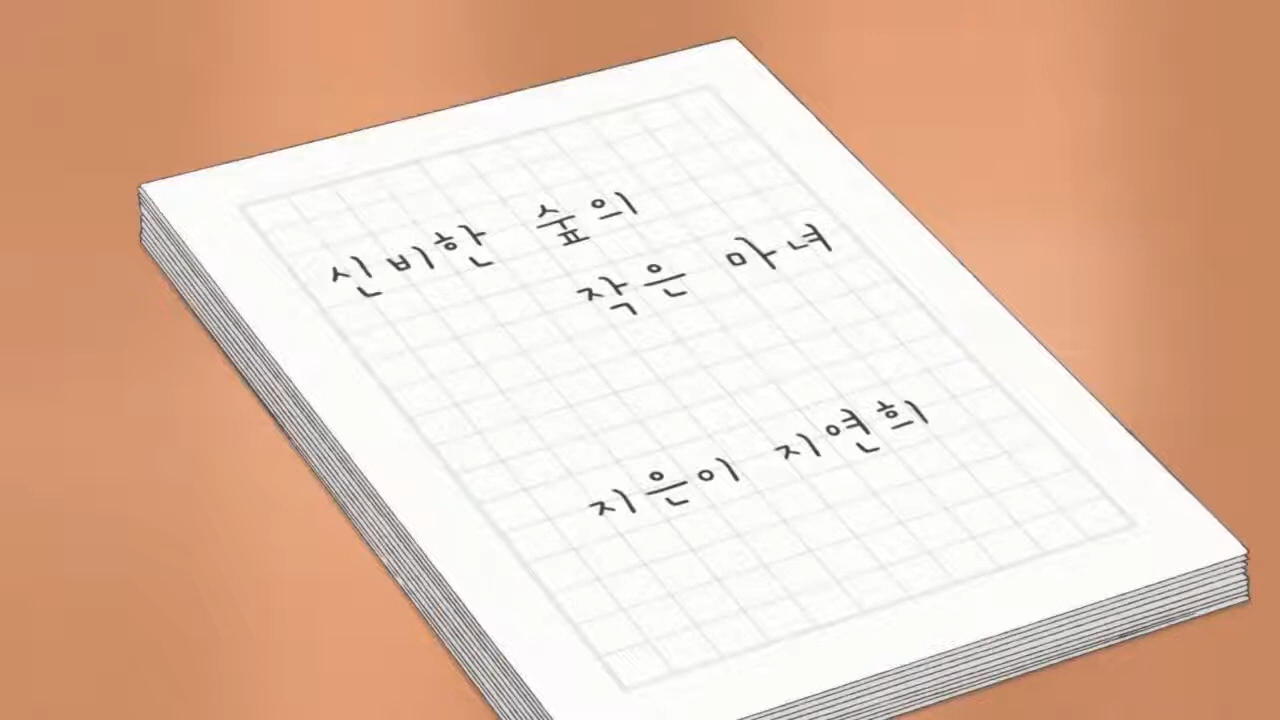 신비한 숲의
작은 마녀
지은이 지연희